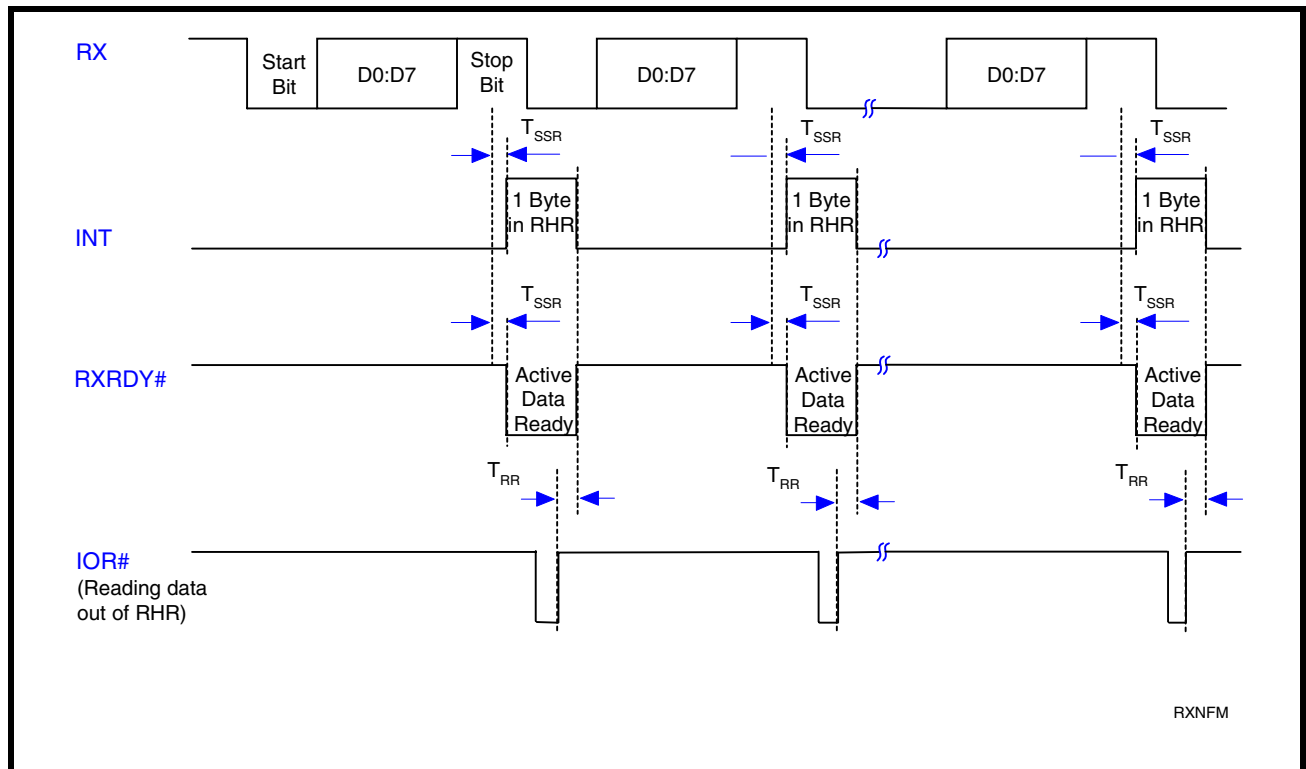 RX
Start
Bit
D0:D7
Stop
Bit
D0:D7
D0:D7
TSSR
TSSR
TSSR
INT
1 Byte
in RHR
1 Byte
in RHR
1 Byte
in RHR
TSSR
TSSR
TSSR
RXRDY#
Active
Data
Ready
Active
Data
Ready
Active
Data
Ready
TRR
TRR
TRR
IOR#
(Reading data
out of RHR)
RXNFM